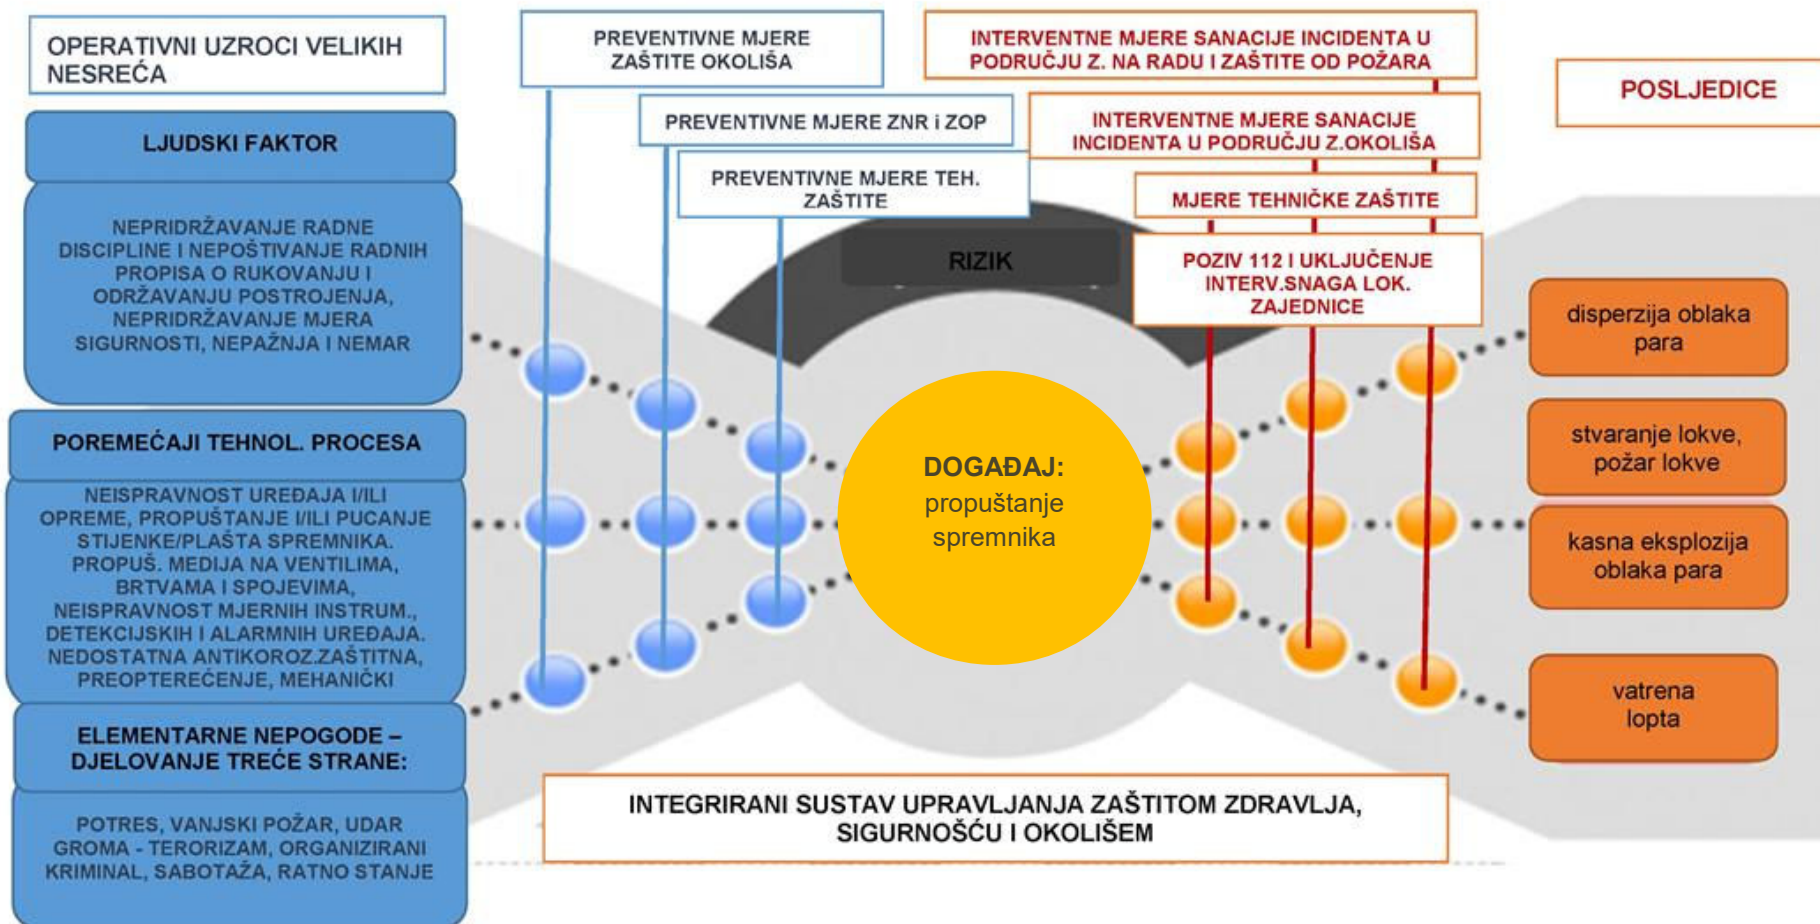 OPERATIVNI UZROCI VELIKIH
NESREĆA
LJUDSKI FAKTOR
NEPRIDRŽAVANJE RADNE
DISCIPLINE I NEPOŠTIVANJE RADNIH
PROPISA O RUKOVANJU I
ODRŽAVANJU POSTROJENJA,
NEPRIDRŽAVANJE MJERA
SIGURNOSTI, NEPAŽNJA I NEMAR
POREMEĆAJI TEHNOL. PROCESA
NEISPRAVNOST UREĐAJA I/ILI
OPREME, PROPUŠTANJE I/ILI PUCANJE
STIJENKE/PLAŠTA SPREMNIKA.
PROPUŠ. MEDIJA NA VENTILIMA,
BRTVAMA I SPOJEVIMA,
NEISPRAVNOST MJERNIH INSTRUM.,
DETEKCIJSKIH I ALARMNIH UREĐAJA.
NEDOSTATNA ANTIKOROZ.ZAŠTITNA,
PREOPTEREĆENJE, MEHANIČKI
ELEMENTARNE NEPOGODE –
DJELOVANJE TREĆE STRANE:
POTRES, VANJSKI POŽAR, UDAR
GROMA - TERORIZAM, ORGANIZIRANI
KRIMINAL, SABOTAŽA, RATNO STANJE
PREVENTIVNE MJERE
ZAŠTITE OKOLIŠA
PREVENTIVNE MJERE ZNR i ZOP
PREVENTIVNE MJERE TEH.
ZAŠTITE
RIZIK
DOGAĐAJ:
propuštanje
spremnika
INTERVENTNE MJERE SANACIJE INCIDENTA U
PODRUČJU Z. NA RADU I ZAŠTITE OD POŽARA
INTERVENTNE MJERE SANACIJE
INCIDENTA U PODRUČJU Z.OKOLIŠA
MJERE TEHNIČKE ZAŠTITE
POZIV 112 I UKLJUČENJE
INTERV.SNAGA LOK.
ZAJEDNICE
POSLJEDICE
disperzija oblaka
para
stvaranje lokve,
požar lokve
kasna eksplozija
oblaka para
vatrena
lopta
INTEGRIRANI SUSTAV UPRAVLJANJA ZAŠTITOM ZDRAVLJA,
SIGURNOŠĆU I OKOLIŠEM